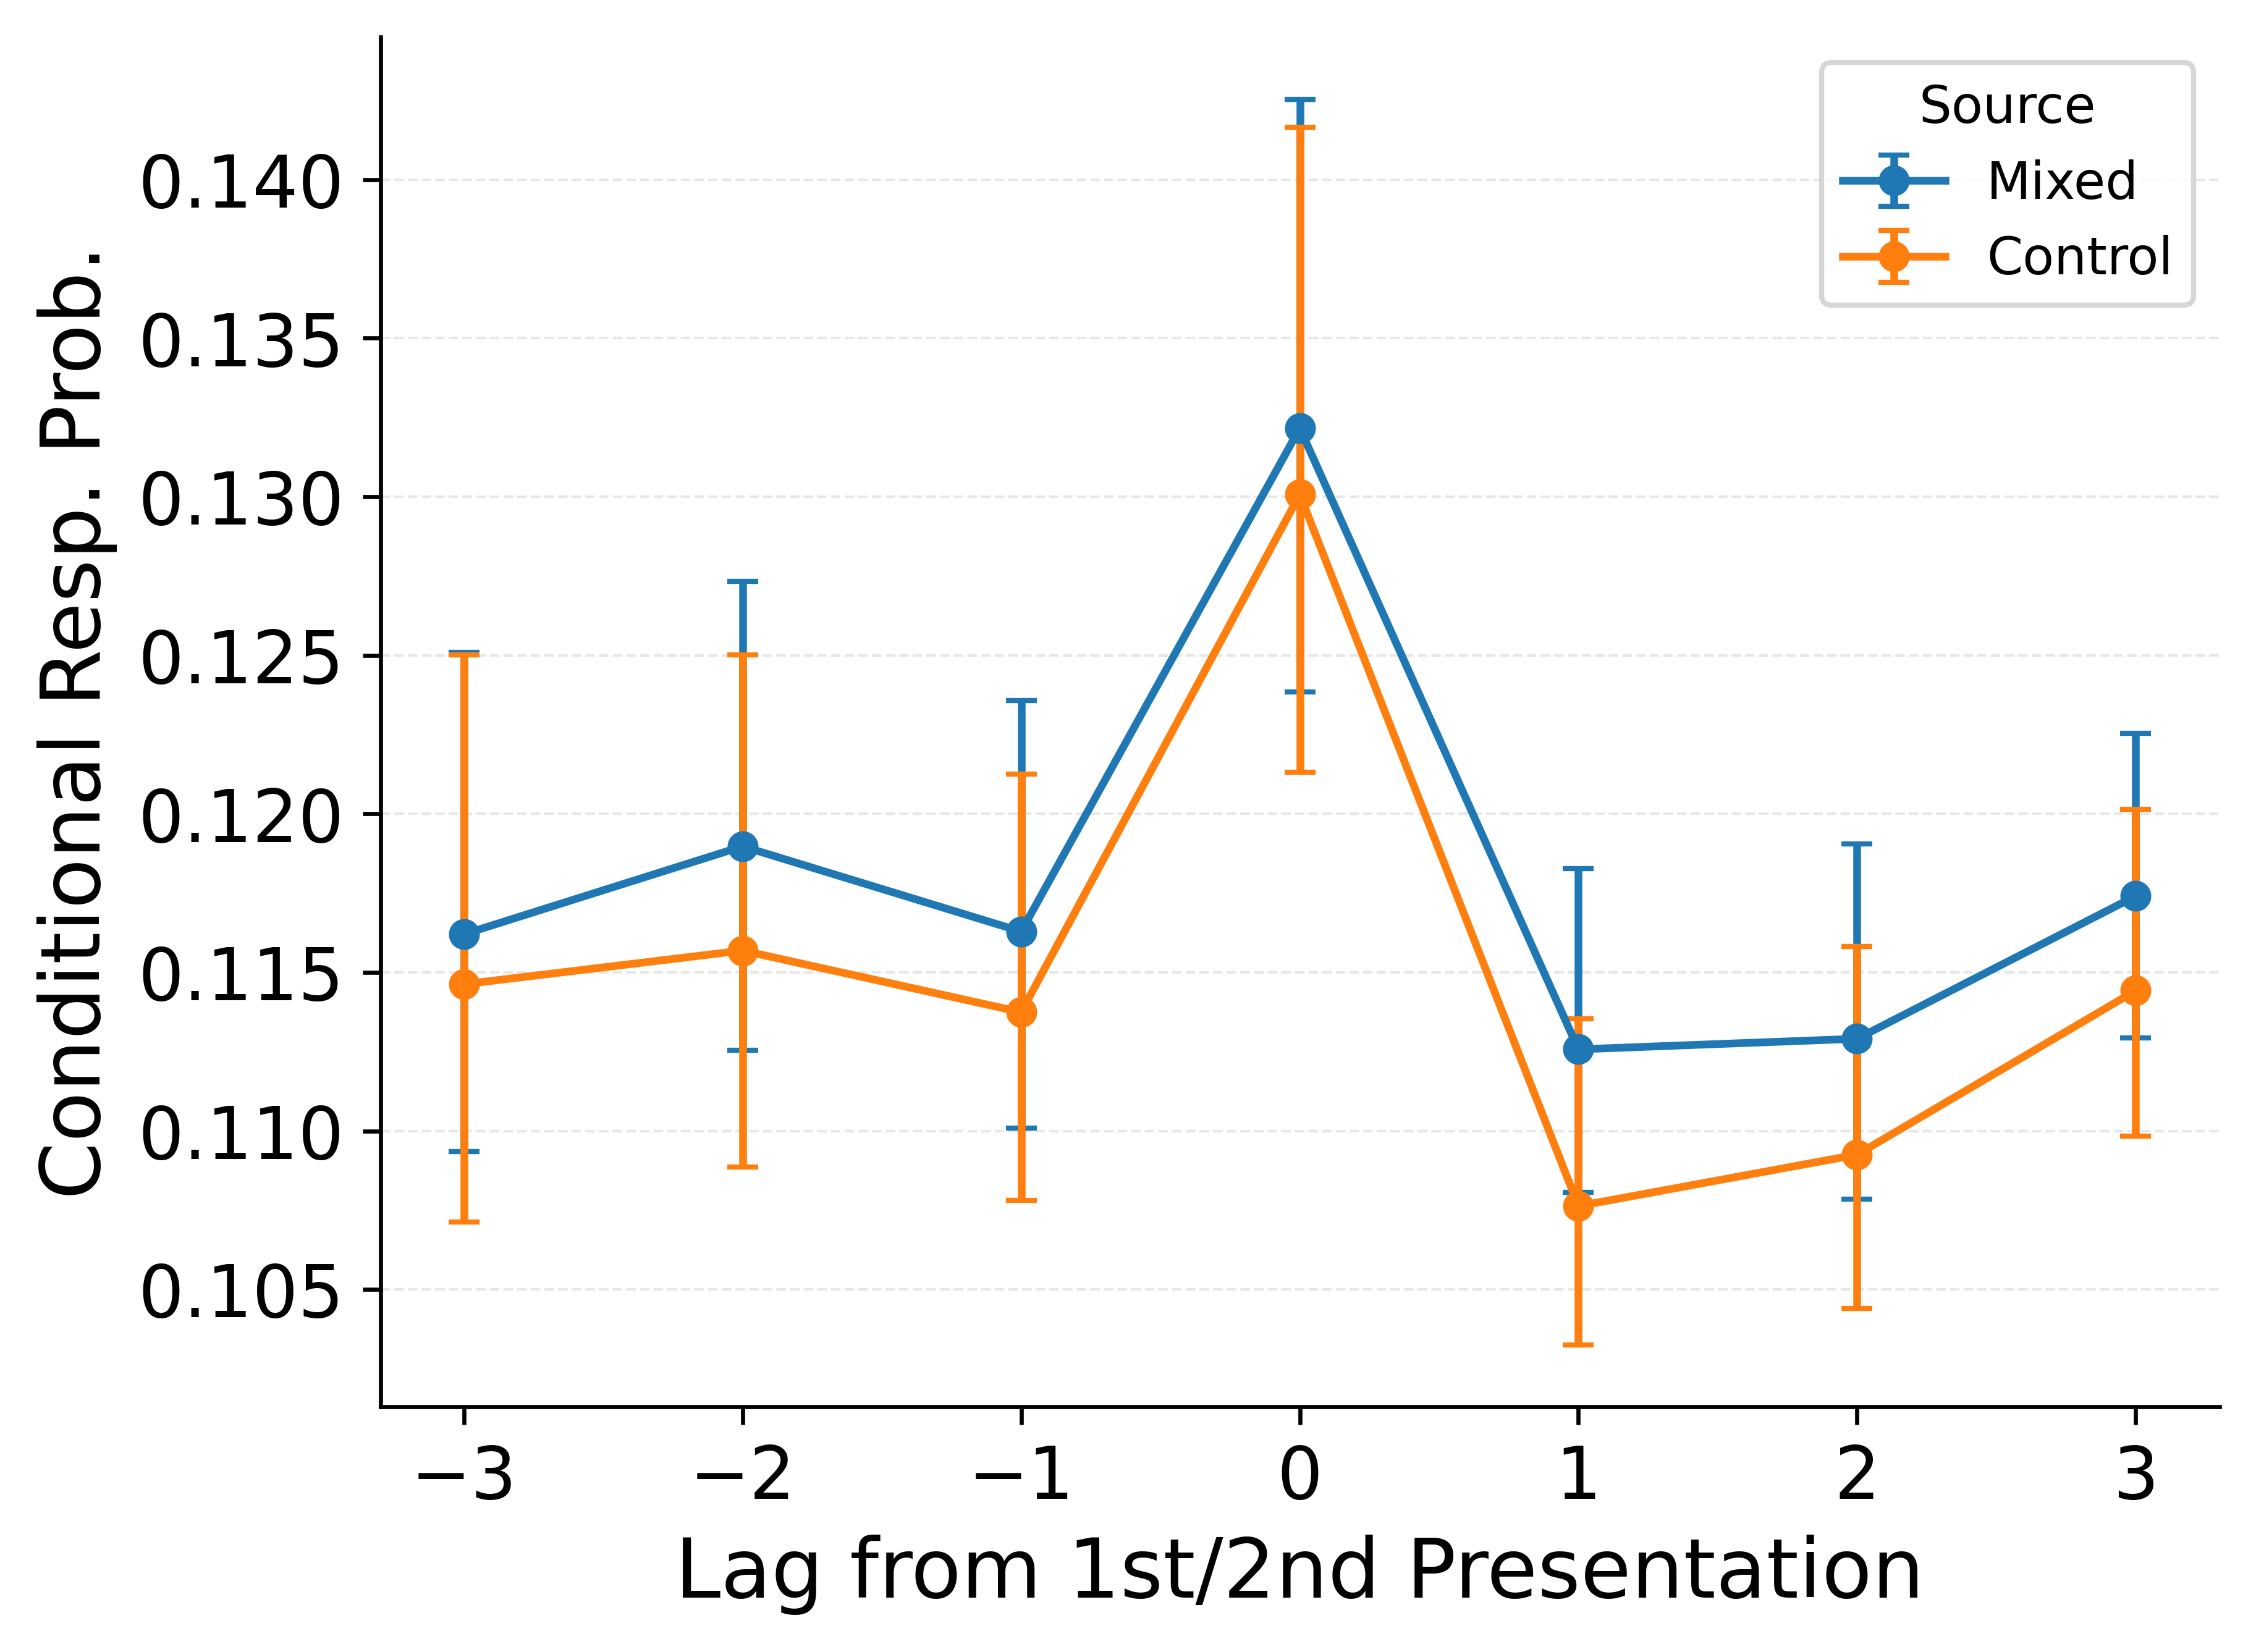 Source
Mixed
Control
0.140
0.135
0.130
0.125
0.120
0.115
0.110
0.105
Conditional Resp. Prob.
−3 −2 −1 0 1 2 3
Lag from 1st/2nd Presentation